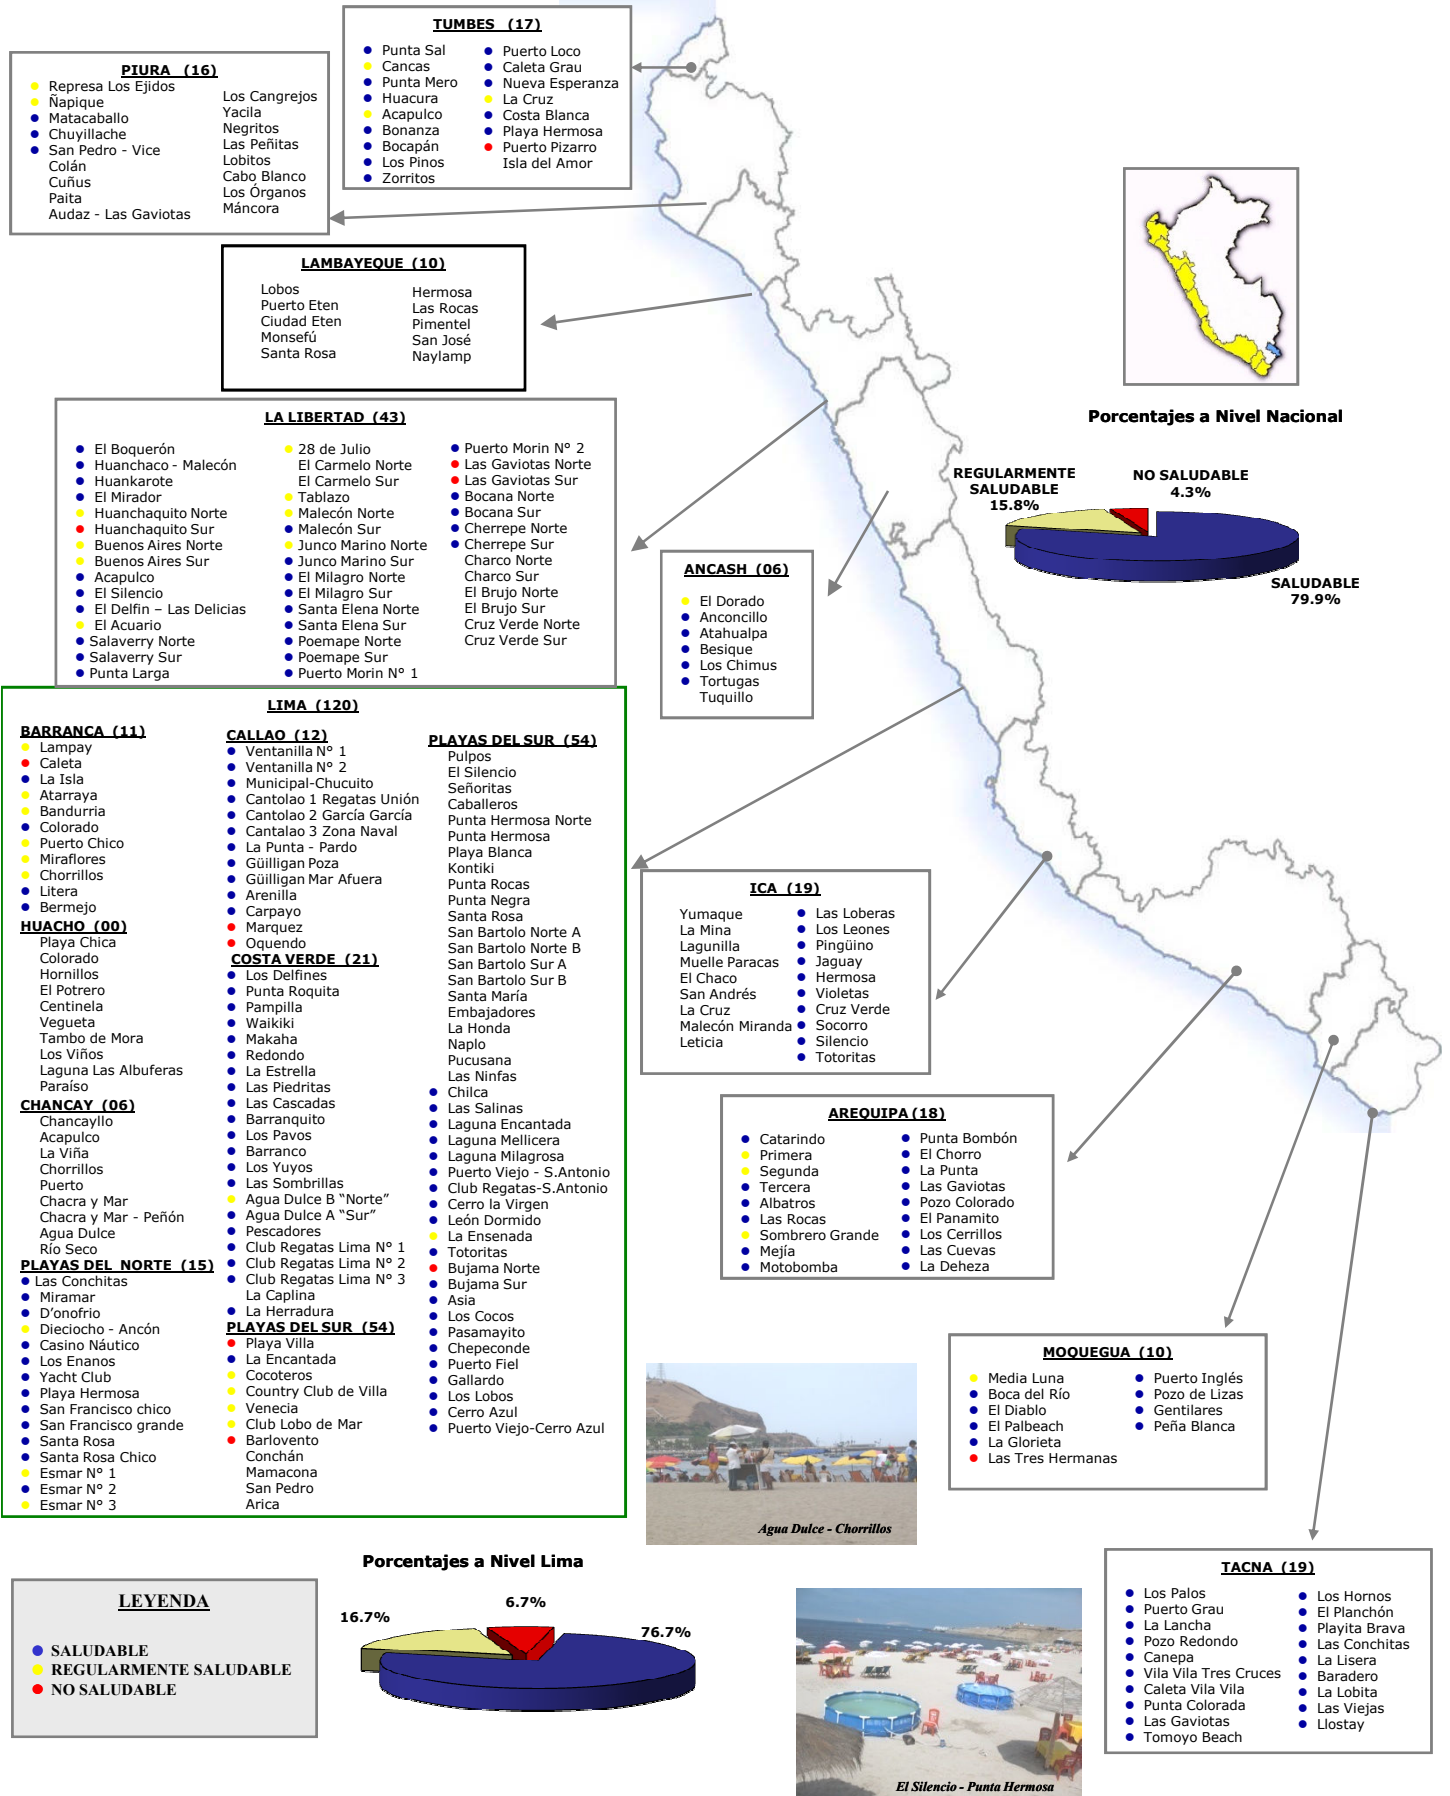 TUMBES (17)
Punta Sal
Cancas
Punta Mero
Huacura
Acapulco
Bonanza
Bocapán
Los Pinos
Zorritos
Puerto Loco
Caleta Grau
Nueva Esperanza
La Cruz
Costa Blanca
Playa Hermosa
Puerto Pizarro
Isla del Amor
PIURA (16)
Represa Los Ejidos
Ñapique
Matacaballo
Chuyillache
San Pedro - Vice
Colán
Cuñus
Paita
Audaz - Las Gaviotas
Los Cangrejos
Yacila
Negritos
Las Peñitas
Lobitos
Cabo Blanco
Los Órganos
Máncora
LAMBAYEQUE (10)
Lobos
Puerto Eten
Ciudad Eten
Monsefú
Santa Rosa
Hermosa
Las Rocas
Pimentel
San José
Naylamp
LA LIBERTAD (43)
El Boquerón
Huanchaco - Malecón
Huankarote
El Mirador
Huanchaquito Norte
Huanchaquito Sur
Buenos Aires Norte
Buenos Aires Sur
Acapulco
El Silencio
El Delfin – Las Delicias
El Acuario
Salaverry Norte
Salaverry Sur
Punta Larga
28 de Julio
El Carmelo Norte
El Carmelo Sur
Tablazo
Malecón Norte
Malecón Sur
Junco Marino Norte
Junco Marino Sur
El Milagro Norte
El Milagro Sur
Santa Elena Norte
Santa Elena Sur
Poemape Norte
Poemape Sur
Puerto Morin N° 1
Puerto Morin N° 2
Las Gaviotas Norte
Las Gaviotas Sur
Bocana Norte
Bocana Sur
Cherrepe Norte
Cherrepe Sur
Charco Norte
Charco Sur
El Brujo Norte
El Brujo Sur
Cruz Verde Norte
Cruz Verde Sur
Porcentajes a Nivel Nacional
REGULARMENTE
SALUDABLE
15.8%
NO SALUDABLE
4.3%
SALUDABLE
79.9%
ANCASH (06)
El Dorado
Anconcillo
Atahualpa
Besique
Los Chimus
Tortugas
Tuquillo
LIMA (120)
BARRANCA (11)
Lampay
Caleta
La Isla
Atarraya
Bandurria
Colorado
Puerto Chico
Miraflores
Chorrillos
Litera
Bermejo
HUACHO (00)
Playa Chica
Colorado
Hornillos
El Potrero
Centinela
Vegueta
Tambo de Mora
Los Viños
Laguna Las Albuferas
Paraíso
CHANCAY (06)
Chancayllo
Acapulco
La Viña
Chorrillos
Puerto
Chacra y Mar
Chacra y Mar - Peñón
Agua Dulce
Río Seco
PLAYAS DEL NORTE (15)
Las Conchitas
Miramar
D'onofrio
Dieciocho - Ancón
Casino Náutico
Los Enanos
Yacht Club
Playa Hermosa
San Francisco chico
San Francisco grande
Santa Rosa
Santa Rosa Chico
Esmar N° 1
Esmar N° 2
Esmar N° 3
CALLAO (12)
Ventanilla N° 1
Ventanilla N° 2
Municipal-Chucuito
Cantolao 1 Regatas Unión
Cantolao 2 García García
Cantalao 3 Zona Naval
La Punta - Pardo
Güilligan Poza
Güilligan Mar Afuera
Arenilla
Carpayo
Marquez
Oquendo
COSTA VERDE (21)
Los Delfines
Punta Roquita
Pampilla
Waikiki
Makaha
Redondo
La Estrella
Las Piedritas
Las Cascadas
Barranquito
Los Pavos
Barranco
Los Yuyos
Las Sombrillas
Agua Dulce B “Norte”
Agua Dulce A “Sur”
Pescadores
Club Regatas Lima N° 1
Club Regatas Lima N° 2
Club Regatas Lima N° 3
La Caplina
La Herradura
PLAYAS DEL SUR (54)
Playa Villa
La Encantada
Cocoteros
Country Club de Villa
Venecia
Club Lobo de Mar
Barlovento
Conchán
Mamacona
San Pedro
Arica
PLAYAS DEL SUR (54)
Pulpos
El Silencio
Señoritas
Caballeros
Punta Hermosa Norte
Punta Hermosa
Playa Blanca
Kontiki
Punta Rocas
Punta Negra
Santa Rosa
San Bartolo Norte A
San Bartolo Norte B
San Bartolo Sur A
San Bartolo Sur B
Santa María
Embajadores
La Honda
Naplo
Pucusana
Las Ninfas
Chilca
Las Salinas
Laguna Encantada
Laguna Mellicera
Laguna Milagrosa
Puerto Viejo - S.Antonio
Club Regatas-S.Antonio
Cerro la Virgen
León Dormido
La Ensenada
Totoritas
Bujama Norte
Bujama Sur
Asia
Los Cocos
Pasamayito
Chepeconde
Puerto Fiel
Gallardo
Los Lobos
Cerro Azul
Puerto Viejo-Cerro Azul
ICA (19)
Yumaque
La Mina
Lagunilla
Muelle Paracas
El Chaco
San Andrés
La Cruz
Malecón Miranda
Leticia
Las Loberas
Los Leones
Pingüino
Jaguay
Hermosa
Violetas
Cruz Verde
Socorro
Silencio
Totoritas
AREQUIPA (18)
Catarindo
Primera
Segunda
Tercera
Albatros
Las Rocas
Sombrero Grande
Mejía
Motobomba
Punta Bombón
El Chorro
La Punta
Las Gaviotas
Pozo Colorado
El Panamito
Los Cerrillos
Las Cuevas
La Deheza
MOQUEGUA (10)
Media Luna
Boca del Río
El Diablo
El Palbeach
La Glorieta
Las Tres Hermanas
Puerto Inglés
Pozo de Lizas
Gentilares
Peña Blanca
Agua Dulce - Chorrillos
TACNA (19)
Los Palos
Puerto Grau
La Lancha
Pozo Redondo
Canepa
Vila Vila Tres Cruces
Caleta Vila Vila
Punta Colorada
Las Gaviotas
Tomoyo Beach
Los Hornos
El Planchón
Playita Brava
Las Conchitas
La Lisera
Baradero
La Lobita
Las Viejas
Llostay
Porcentajes a Nivel Lima
16.7%
6.7%
76.7%
LEYENDA
SALUDABLE
REGULARMENTE SALUDABLE
NO SALUDABLE
El Silencio - Punta Hermosa